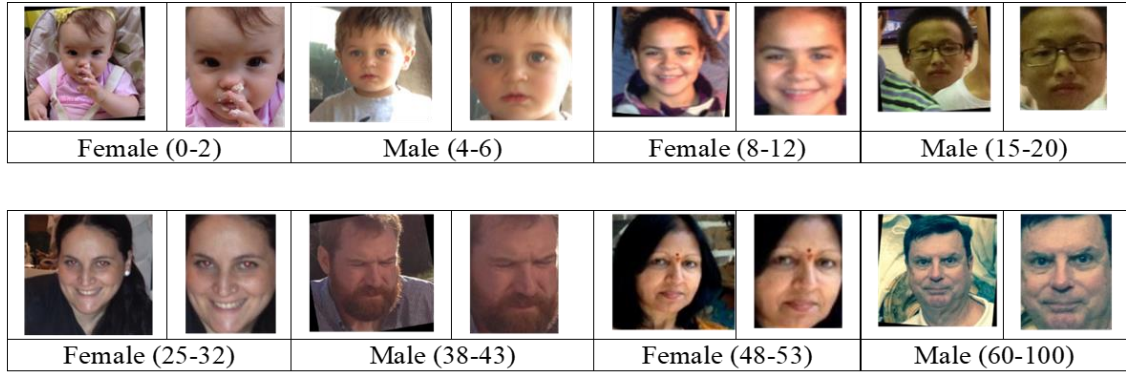 Female (0-2) Male (4-6) Female (8-12) Male (15-20)
Female (25-32) Male (38-43) Female (48-53) Male (60-100)